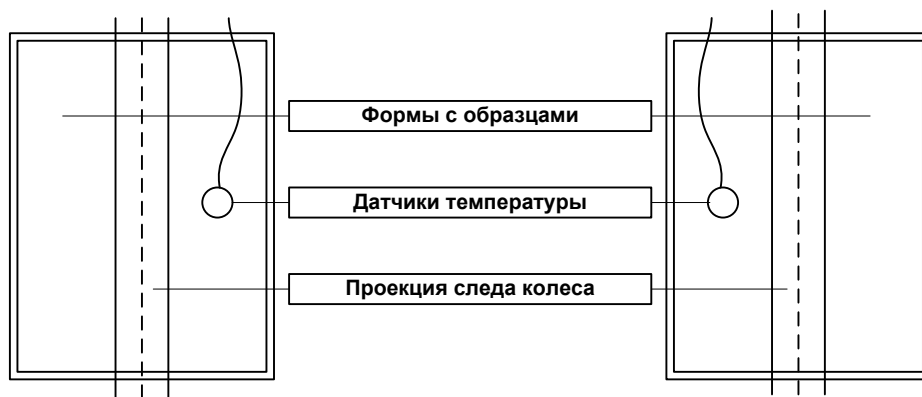 Формы с образцами
Датчики температуры
Проекция следа колеса